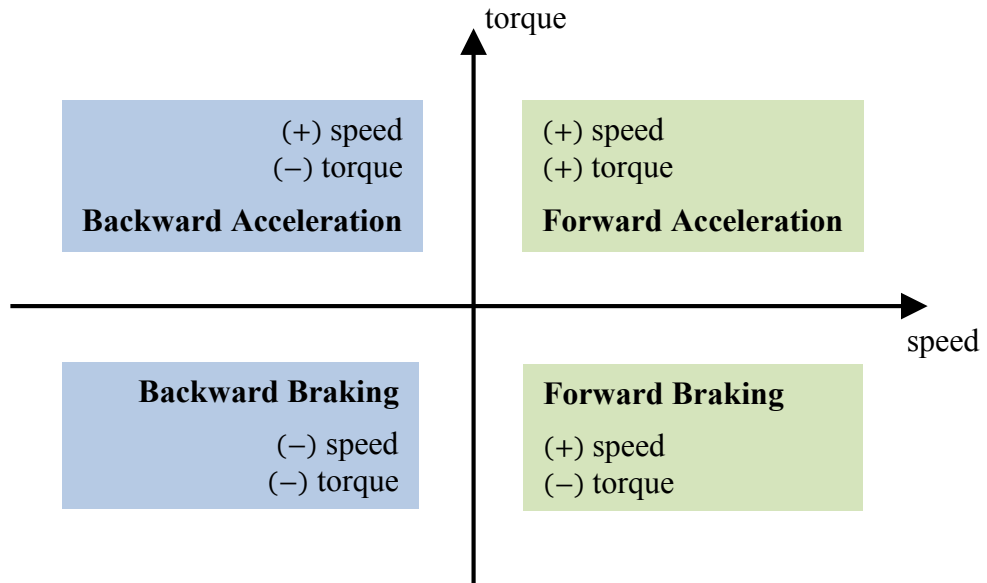 torque
(+) speed
(−) torque
Backward Acceleration
(+) speed
(+) torque
Forward Acceleration
speed
Backward Braking
(−) speed
(−) torque
Forward Braking
(+) speed
(−) torque